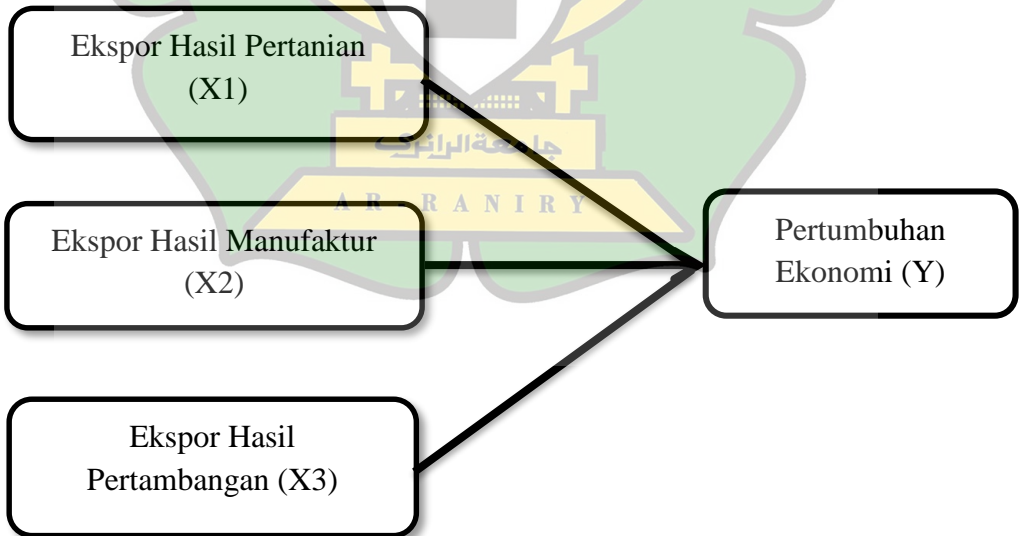 Ekspor Hasil Pertanian
(X1)
جامعة الرانري
A R - R A N I R Y
Ekspor Hasil Manufaktur
(X2)
Pertumbuhan
Ekonomi (Y)
Ekspor Hasil
Pertambangan (X3)